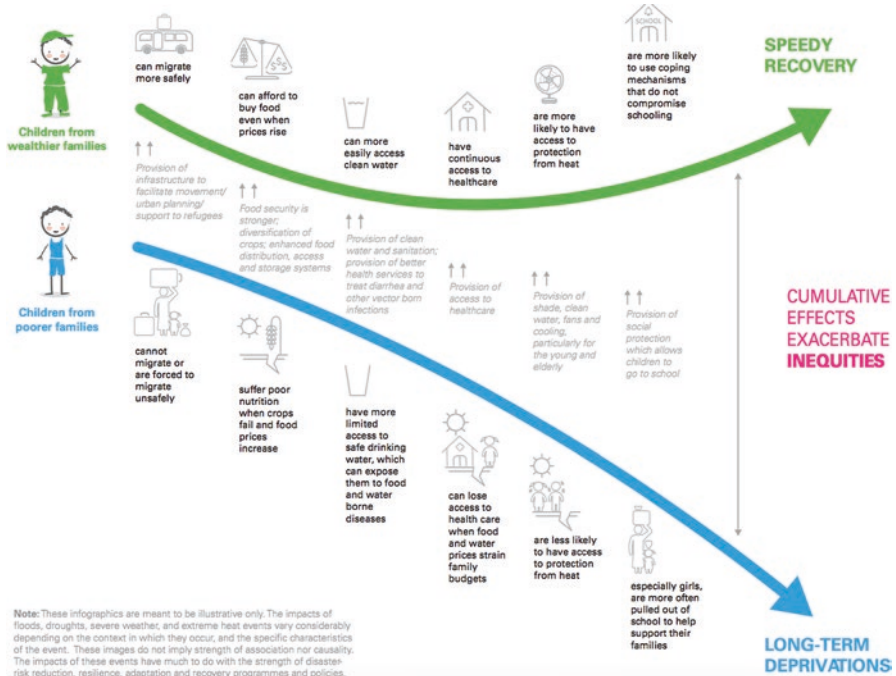 can migrate
more safely
can afford to
buy food
even when
prices rise
$
$$
can more
easily access
clean water
have
continuous
access to
healthcare
are more
likely to have
access to
protection
from heat
SCHOOL
are more likely
to use coping
mechanisms
that do not
compromise
schooling
SPEEDY
RECOVERY
Children from
wealthier families
Provision of
infrastructure to
facilitate movement/
urban planning/
support to refugees
Food security is
stronger;
diversification of
crops; enhanced food
distribution, access
and storage systems
Provision of clean
water and sanitation;
provision of better
health services to
treat diarrhea and
other vector born
infections
Provision of
access to
healthcare
Provision of
shade, clean
water, fans and
cooling,
particularly for
the young and
elderly
Provision of
social
protection
which allows
children to
go to school
Children from
poorer families
cannot
migrate or
are forced to
migrate
unsafely
suffer poor
nutrition
when crops
fail and food
prices
increase
have more
limited
access to
safe drinking
water, which
can expose
them to food
and water
borne
diseases
can lose
access to
health care
when food
and water
prices strain
family
budgets
are less likely
to have access
to protection
from heat
especially girls,
are more often
pulled out of
school to help
support their
families
CUMULATIVE
EFFECTS
EXACERBATE
INEQUITIES
LONG-TERM
DEPRIVATIONS
Note: These infographics are meant to be illustrative only. The impacts of
floods, droughts, severe weather, and extreme heat events vary considerably
depending on the context in which they occur, and the specific characteristics
of the event. These images do not imply strength of association nor causality.
The impacts of these events have much to do with the strength of disaster-
risk reduction, resilience, adaptation and recovery programmes and policies.